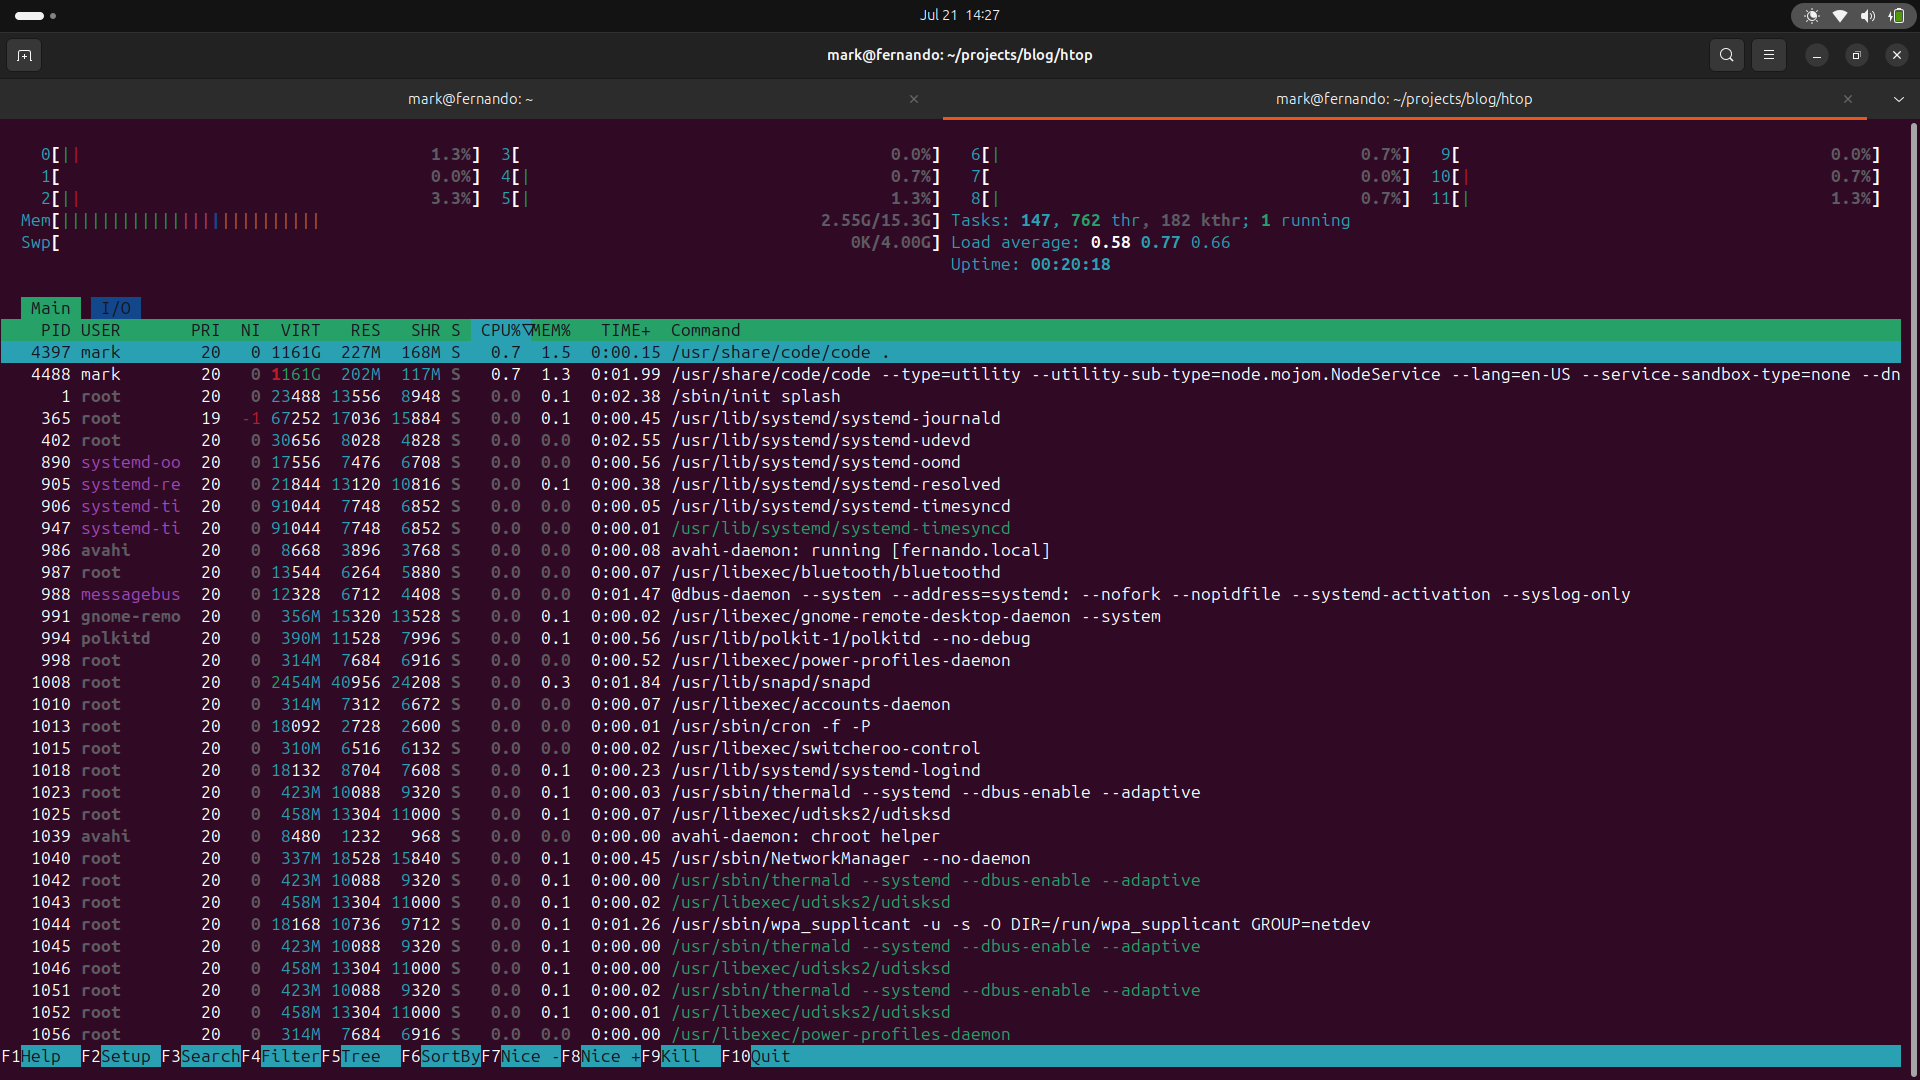 Jul 21 14:27
mark@fernando: ~/projects/blog/htop
mark@fernando: ~ mark@fernando: ~/projects/blog/htop
0[|| 1.3%] 3[ 0.0%] 6[| 0.7%] 9[ 0.0%]
1[ 0.0%] 4[| 0.7%] 7[ 0.0%] 10[| 0.7%]
2[|| 3.3%] 5[| 1.3%] 8[| 0.7%] 11[| 1.3%]
Mem[|||||||||||||||||||||||||| 2.55G/15.3G] Tasks: 147, 762 thr, 182 kthr; 1 running
Swp[ 0K/4.00G] Load average: 0.58 0.77 0.66
Uptime: 00:20:18
Main I/O
PID USER PRI NI VIRT RES SHR S CPU%▽MEM% TIME+ Command
4397 mark 20 0 1161G 227M 168M S 0.7 1.5 0:00.15 /usr/share/code/code .
4488 mark 20 0 1161G 202M 117M S 0.7 1.3 0:01.99 /usr/share/code/code --type=utility --utility-sub-type=node.mojom.NodeService --lang=en-US --service-sandbox-type=none --dn
1 root 20 0 23488 13556 8948 S 0.0 0.1 0:02.38 /sbin/init splash
365 root 19 -1 67252 17036 15884 S 0.0 0.1 0:00.45 /usr/lib/systemd/systemd-journald
402 root 20 0 30656 8028 4828 S 0.0 0.0 0:02.55 /usr/lib/systemd/systemd-udevd
890 systemd-oo 20 0 17556 7476 6708 S 0.0 0.0 0:00.56 /usr/lib/systemd/systemd-oomd
905 systemd-re 20 0 21844 13120 10816 S 0.0 0.1 0:00.38 /usr/lib/systemd/systemd-resolved
906 systemd-ti 20 0 91044 7748 6852 S 0.0 0.0 0:00.05 /usr/lib/systemd/systemd-timesyncd
947 systemd-ti 20 0 91044 7748 6852 S 0.0 0.0 0:00.01 /usr/lib/systemd/systemd-timesyncd
986 avahi 20 0 8668 3896 3768 S 0.0 0.0 0:00.08 avahi-daemon: running [fernando.local]
987 root 20 0 13544 6264 5880 S 0.0 0.0 0:00.07 /usr/libexec/bluetooth/bluetoothd
988 messagebus 20 0 12328 6712 4408 S 0.0 0.0 0:01.47 @dbus-daemon --system --address=systemd: --nofork --nopidfile --systemd-activation --syslog-only
991 gnome-remo 20 0 356M 15320 13528 S 0.0 0.1 0:00.02 /usr/libexec/gnome-remote-desktop-daemon --system
994 polkitd 20 0 390M 11528 7996 S 0.0 0.1 0:00.56 /usr/lib/polkit-1/polkitd --no-debug
998 root 20 0 314M 7684 6916 S 0.0 0.0 0:00.52 /usr/libexec/power-profiles-daemon
1008 root 20 0 2454M 40956 24208 S 0.0 0.3 0:01.84 /usr/lib/snapd/snapd
1010 root 20 0 314M 7312 6672 S 0.0 0.0 0:00.07 /usr/libexec/accounts-daemon
1013 root 20 0 18092 2728 2600 S 0.0 0.0 0:00.01 /usr/sbin/cron -f -P
1015 root 20 0 310M 6516 6132 S 0.0 0.0 0:00.02 /usr/libexec/switcheroo-control
1018 root 20 0 18132 8704 7608 S 0.0 0.1 0:00.23 /usr/lib/systemd/systemd-logind
1023 root 20 0 423M 10088 9320 S 0.0 0.1 0:00.03 /usr/sbin/thermald --systemd --dbus-enable --adaptive
1025 root 20 0 458M 13304 11000 S 0.0 0.1 0:00.07 /usr/libexec/udisks2/udisksd
1039 avahi 20 0 8480 1232 968 S 0.0 0.0 0:00.00 avahi-daemon: chroot helper
1040 root 20 0 337M 18528 15840 S 0.0 0.1 0:00.45 /usr/sbin/NetworkManager --no-daemon
1042 root 20 0 423M 10088 9320 S 0.0 0.1 0:00.00 /usr/sbin/thermald --systemd --dbus-enable --adaptive
1043 root 20 0 458M 13304 11000 S 0.0 0.1 0:00.02 /usr/libexec/udisks2/udisksd
1044 root 20 0 18168 10736 9712 S 0.0 0.1 0:01.26 /usr/sbin/wpa_supplicant -u -s -O DIR=/run/wpa_supplicant GROUP=netdev
1045 root 20 0 423M 10088 9320 S 0.0 0.1 0:00.00 /usr/sbin/thermald --systemd --dbus-enable --adaptive
1046 root 20 0 458M 13304 11000 S 0.0 0.1 0:00.00 /usr/libexec/udisks2/udisksd
1051 root 20 0 423M 10088 9320 S 0.0 0.1 0:00.02 /usr/sbin/thermald --systemd --dbus-enable --adaptive
1052 root 20 0 458M 13304 11000 S 0.0 0.1 0:00.01 /usr/libexec/udisks2/udisksd
1056 root 20 0 314M 7684 6916 S 0.0 0.0 0:00.00 /usr/libexec/power-profiles-daemon
F1Help F2Setup F3SearchF4FilterF5Tree F6SortByF7Nice -F8Nice +F9Kill F10Quit